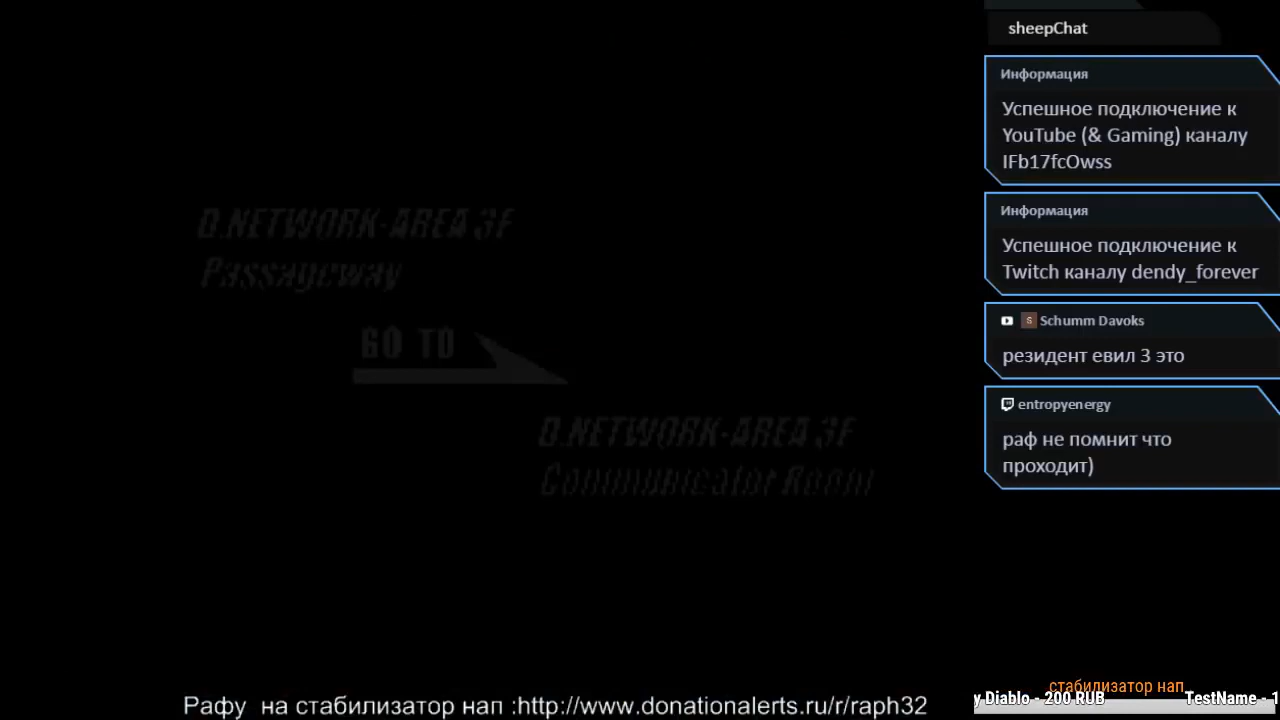 sheepChat
Информация
Успешное подключение к
YouTube (& Gaming) каналу
IFb17fcOwss
Информация
Успешное подключение к
Twitch каналу dendy_forever
S Schumm Davoks
резидент евил 3 это
entropyenergy
раф не помнит что
проходит)
D.NETWORK-AREA 3F
Passageway
GO TO
D.NETWORK-AREA 3F
Communicator Room
стабилизатор нап
y Diablo - 200 RUB TestName - 1
Рафу на стабилизатор нап :http://www.donationalerts.ru/r/raph32